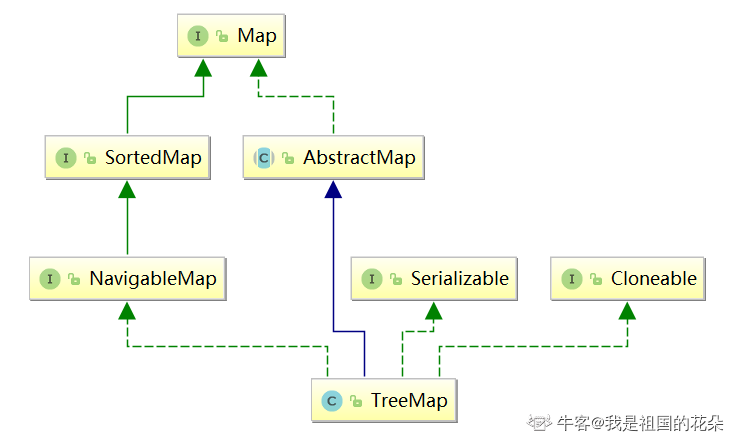 I Map
I SortedMap
C AbstractMap
I NavigableMap
I Serializable
I Cloneable
C TreeMap
牛客@我是祖国的花朵